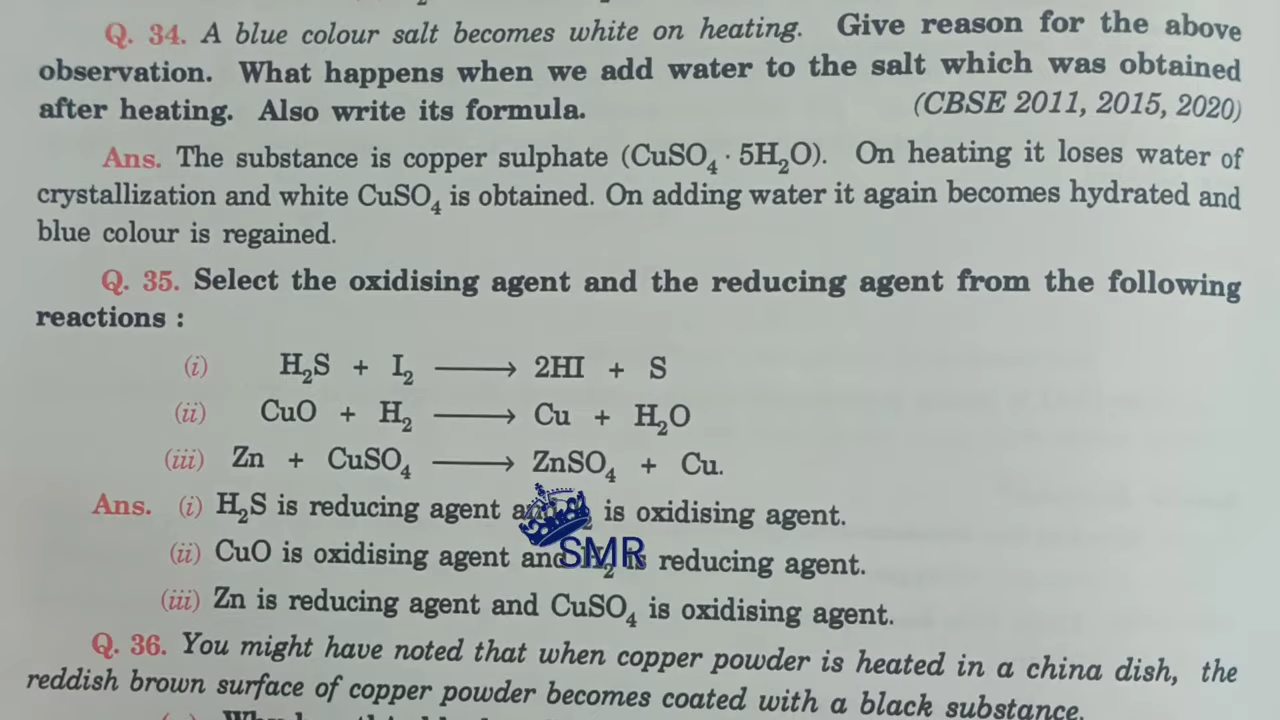 Q. 34. A blue colour salt becomes white on heating. Give reason for the above
observation. What happens when we add water to the salt which was obtained
after heating. Also write its formula. (CBSE 2011, 2015, 2020)
Ans. The substance is copper sulphate (CuSO₄ · 5H₂O). On heating it loses water of
crystallization and white CuSO₄ is obtained. On adding water it again becomes hydrated and
blue colour is regained.
Q. 35. Select the oxidising agent and the reducing agent from the following
reactions :
(i) H₂S + I₂ ⟶ 2HI + S
(ii) CuO + H₂ ⟶ Cu + H₂O
(iii) Zn + CuSO₄ ⟶ ZnSO₄ + Cu.
Ans. (i) H₂S is reducing agent and is oxidising agent.
(ii) CuO is oxidising agent and H₂ is reducing agent.
SMR
(iii) Zn is reducing agent and CuSO₄ is oxidising agent.
Q. 36. You might have noted that when copper powder is heated in a china dish, the
reddish brown surface of copper powder becomes coated with a black substance.